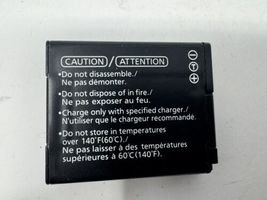 CAUTION / ATTENTION
•Do not disassemble./
Ne pas démonter.
•Do not dispose of in fire./
Ne pas exposer au feu.
•Charge only with specified charger./
N'utiliser que le chargeur recommandé.
•Do not store in temperatures
over 140°F(60°C)./
Ne pas laisser à des températures
supérieures à 60°C(140°F).